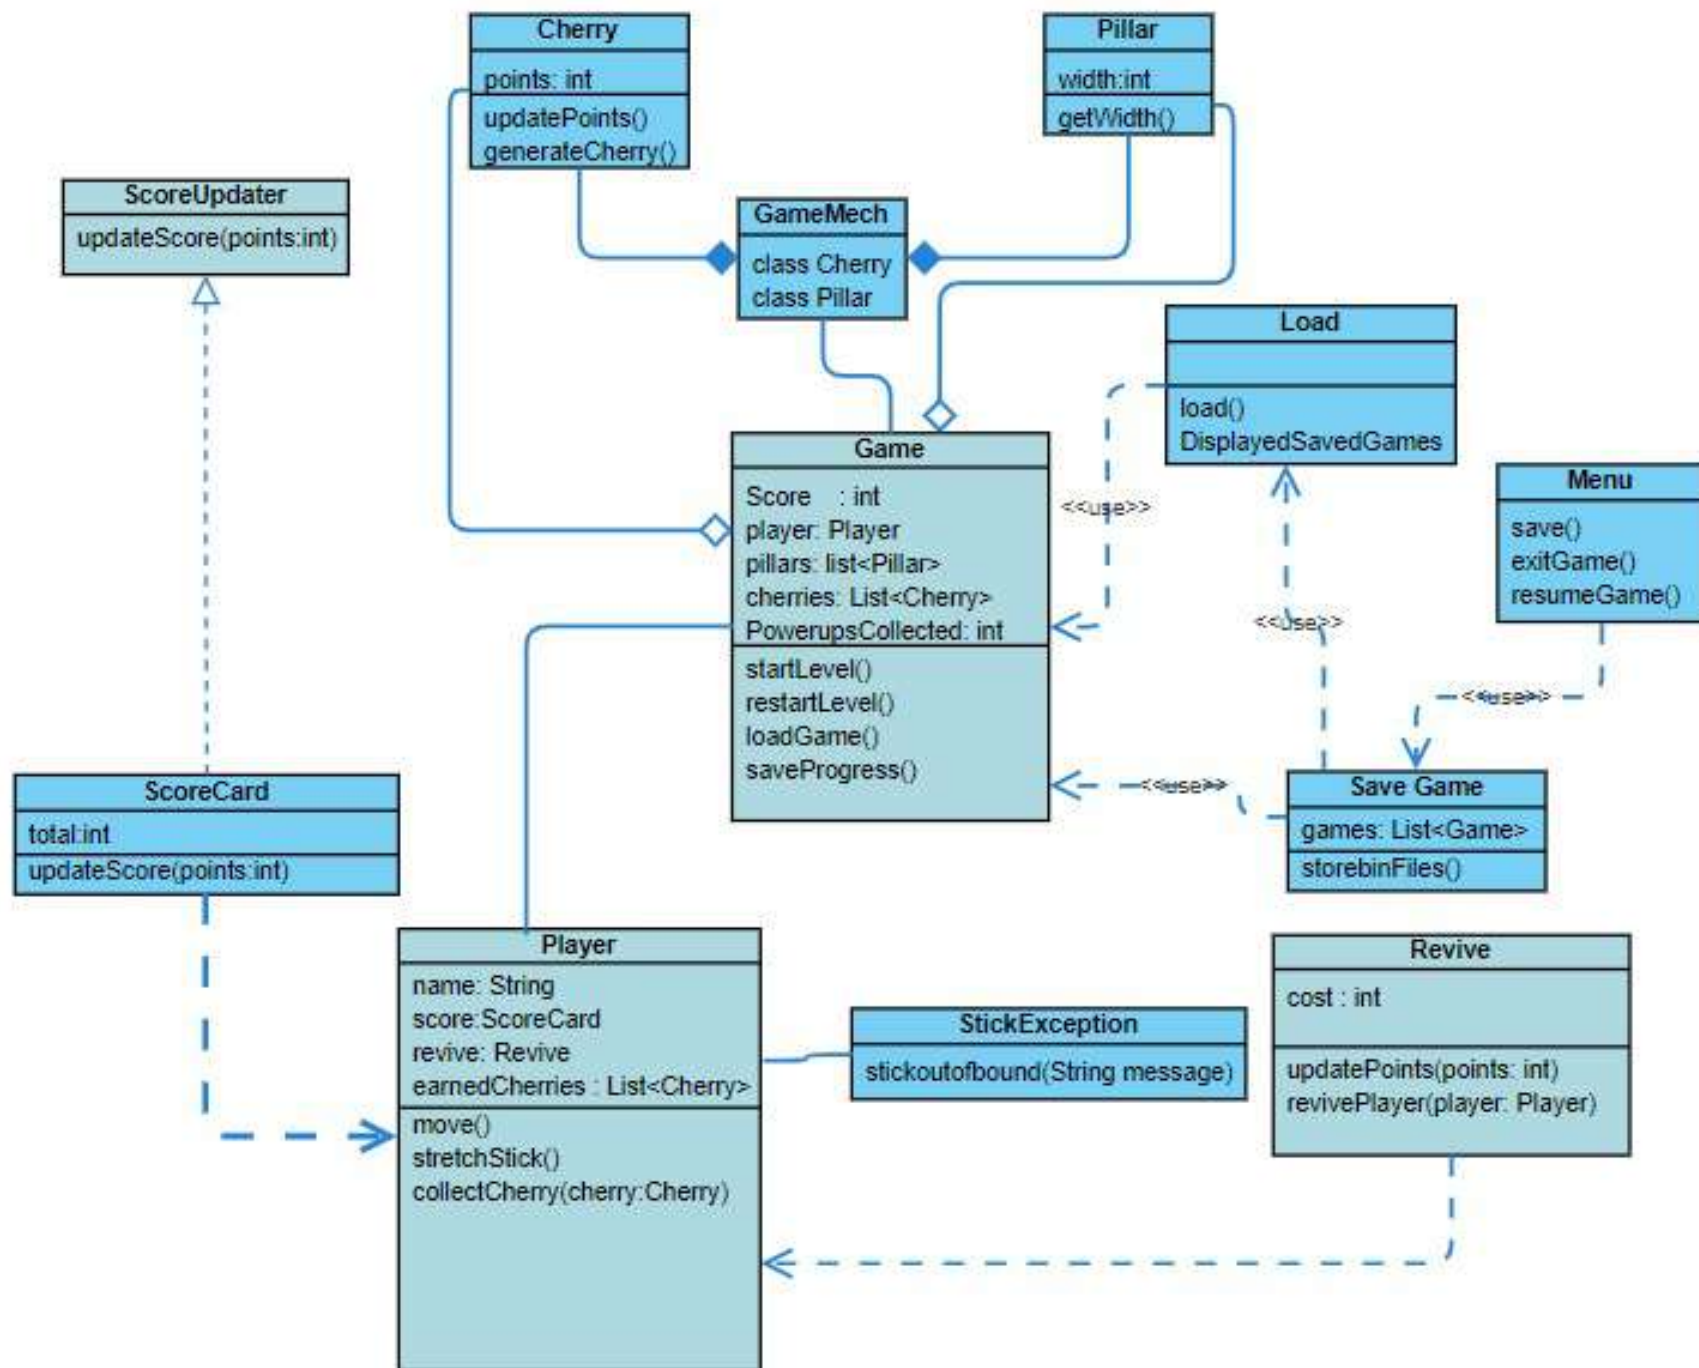 Cherry
points: int
updatePoints()
generateCherry()
Pillar
width:int
getWidth()
ScoreUpdater
updateScore(points:int)
GameMech
class Cherry
class Pillar
Load
load()
DisplayedSavedGames
Game
Score : int
player: Player
pillars: list<Pillar>
cherries: List<Cherry>
PowerupsCollected: int
startLevel()
restartLevel()
loadGame()
saveProgress()
<<use>>
Menu
save()
exitGame()
resumeGame()
<<use>>
<<use>>
<<use>>
Save Game
games: List<Game>
storebinFiles()
ScoreCard
total:int
updateScore(points:int)
Player
name: String
score:ScoreCard
revive: Revive
earnedCherries : List<Cherry>
move()
stretchStick()
collectCherry(cherry:Cherry)
StickException
stickoutofbound(String message)
Revive
cost : int
updatePoints(points: int)
revivePlayer(player: Player)